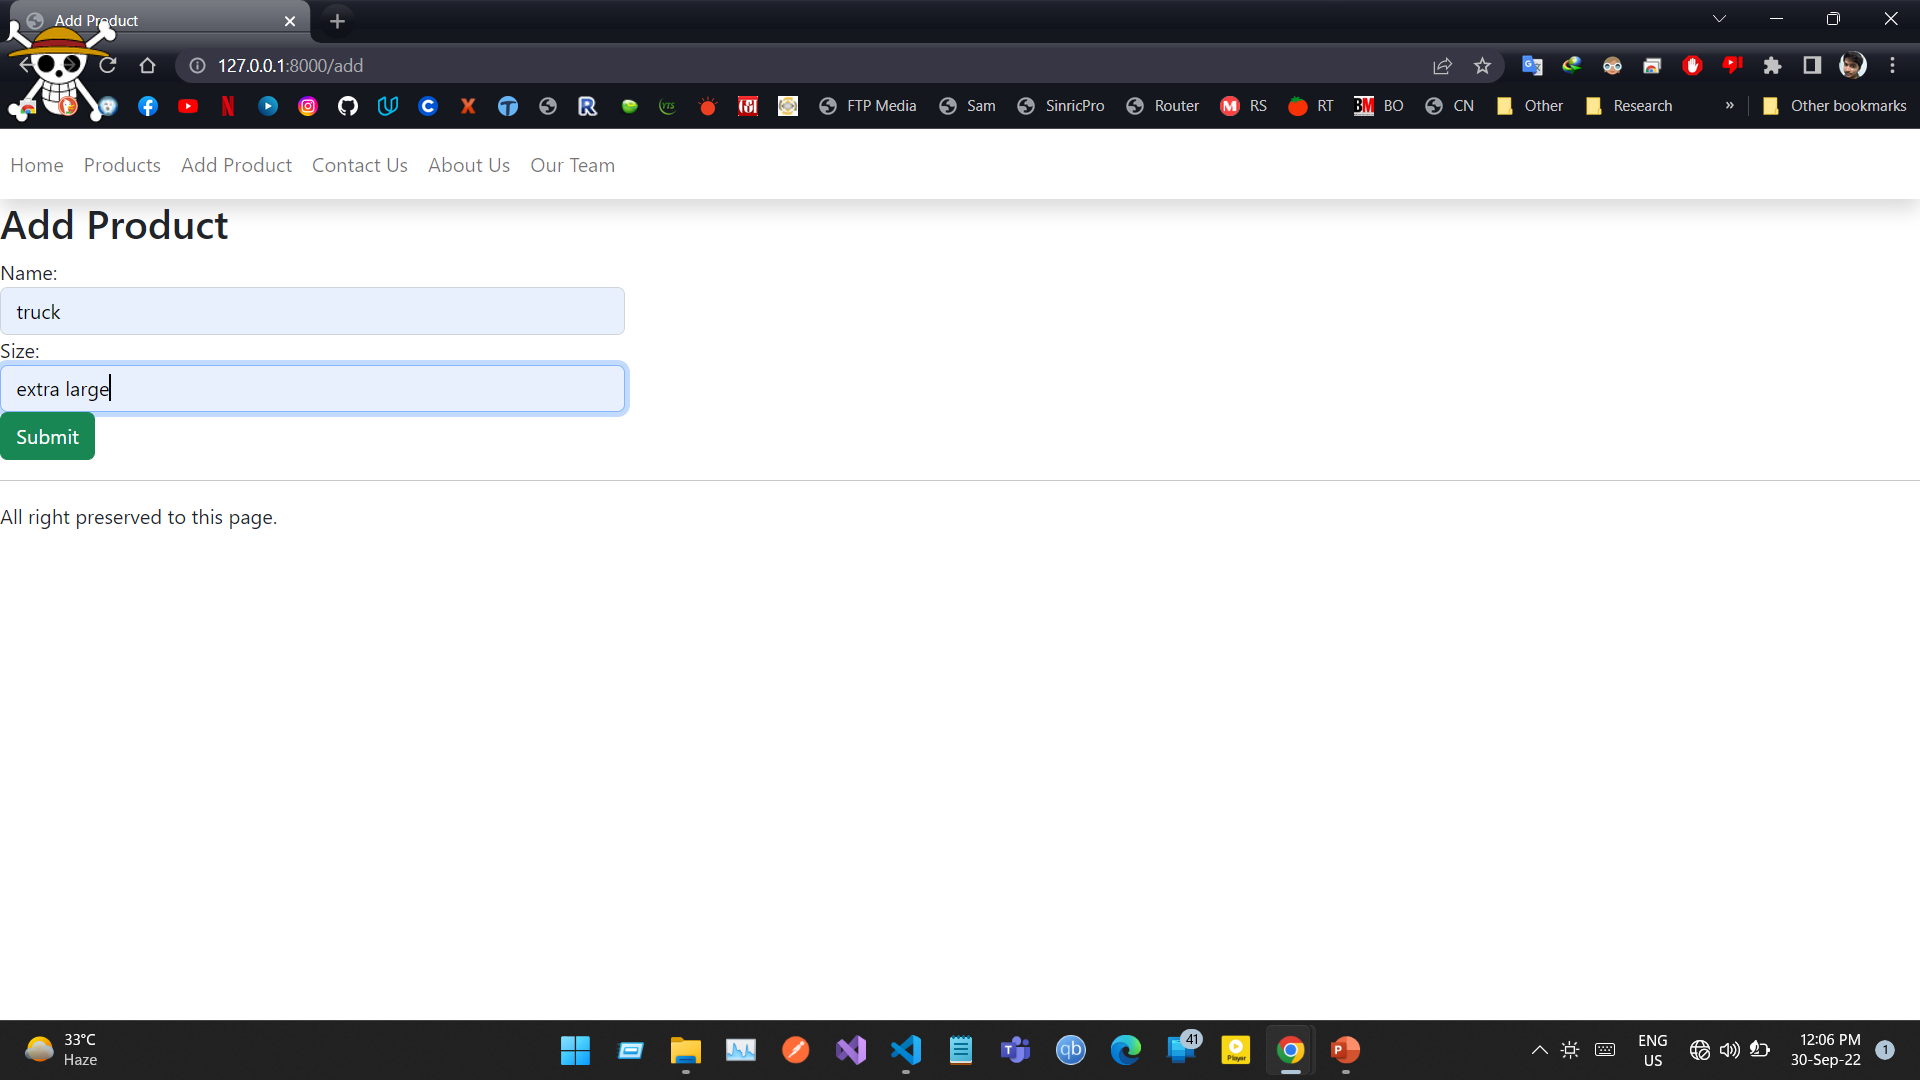 Add Product
127.0.0.1:8000/add
FTP Media Sam SinricPro Router RS RT BO CN Other Research » Other bookmarks
Home Products Add Product Contact Us About Us Our Team
Add Product
Name:
truck
Size:
extra large
Submit
All right preserved to this page.
33°C
Haze
41
Player
ENG
US
12:06 PM
30-Sep-22
1